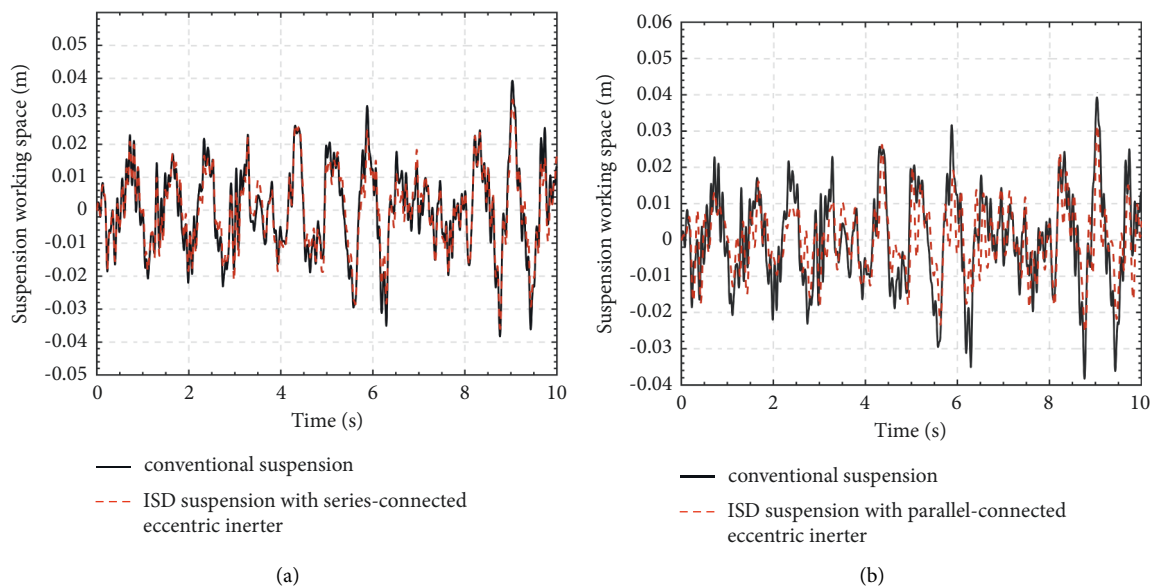 0.05
0.04
0.03
0.02
0.01
0
-0.01
-0.02
-0.03
-0.04
-0.05
Suspension working space (m)
0 2 4 6 8 10
Time (s)
conventional suspension
ISD suspension with series-connected
eccentric inerter
(a)
0.06
0.05
0.04
0.03
0.02
0.01
0
-0.01
-0.02
-0.03
-0.04
Suspension working space (m)
0 2 4 6 8 10
Time (s)
conventional suspension
ISD suspension with parallel-connected
eccentric inerter
(b)